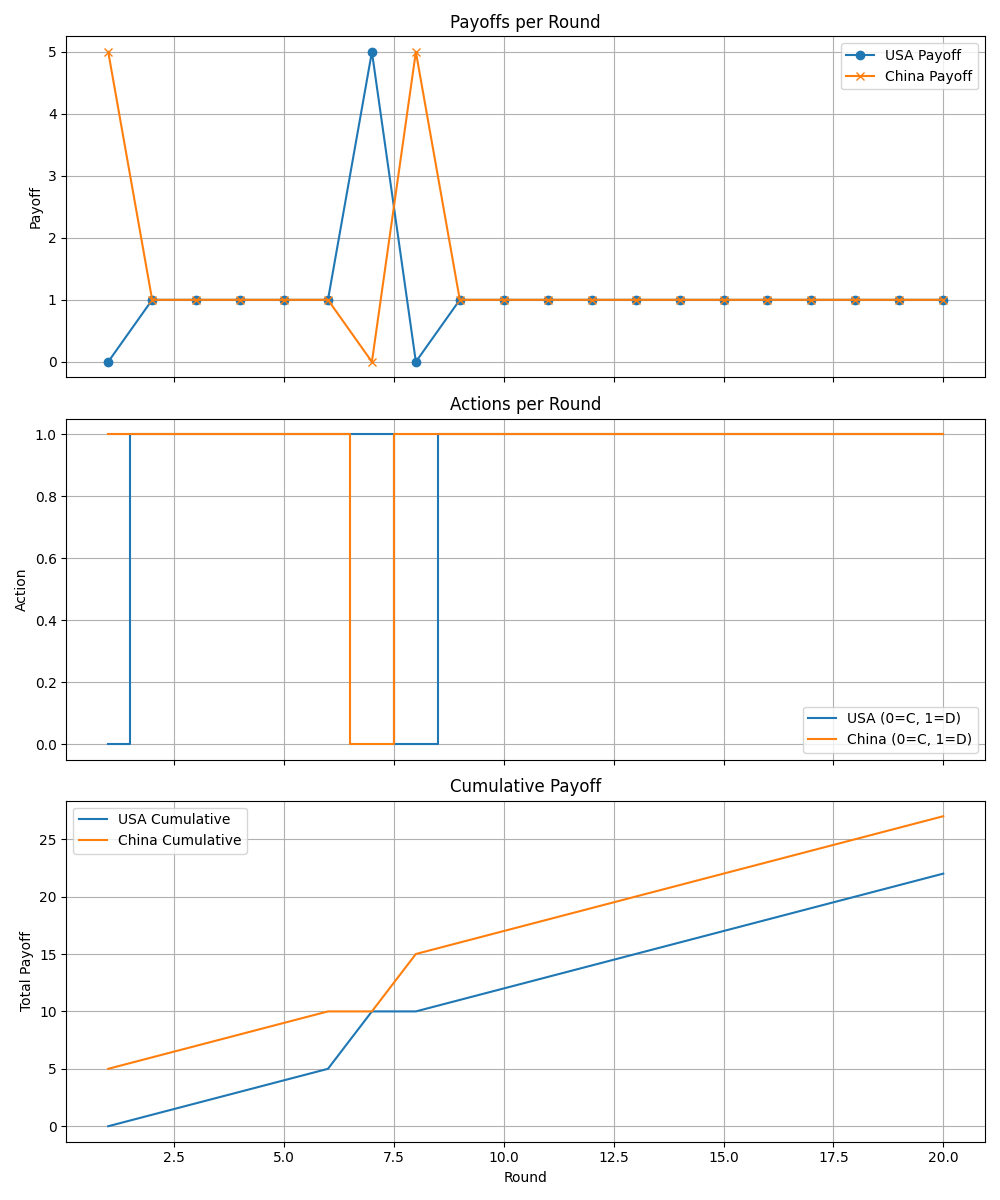 Payoffs per Round
5
4
3
2
1
0
Payoff
USA Payoff
China Payoff
Actions per Round
1.0
0.8
0.6
0.4
0.2
0.0
Action
USA (0=C, 1=D)
China (0=C, 1=D)
Cumulative Payoff
USA Cumulative
China Cumulative
25
20
15
10
5
0
Total Payoff
2.5 5.0 7.5 10.0 12.5 15.0 17.5 20.0
Round